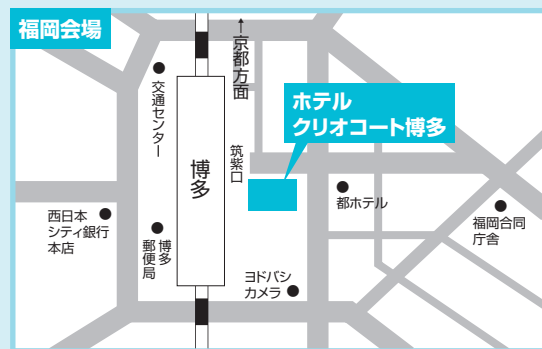 福岡会場
↑京都方面
ホテル
クリオコート博多
交通センター
筑紫口
博多
都ホテル
西日本
シティ銀行
本店
博多
郵便局
福岡合同
庁舎
ヨドバシ
カメラ